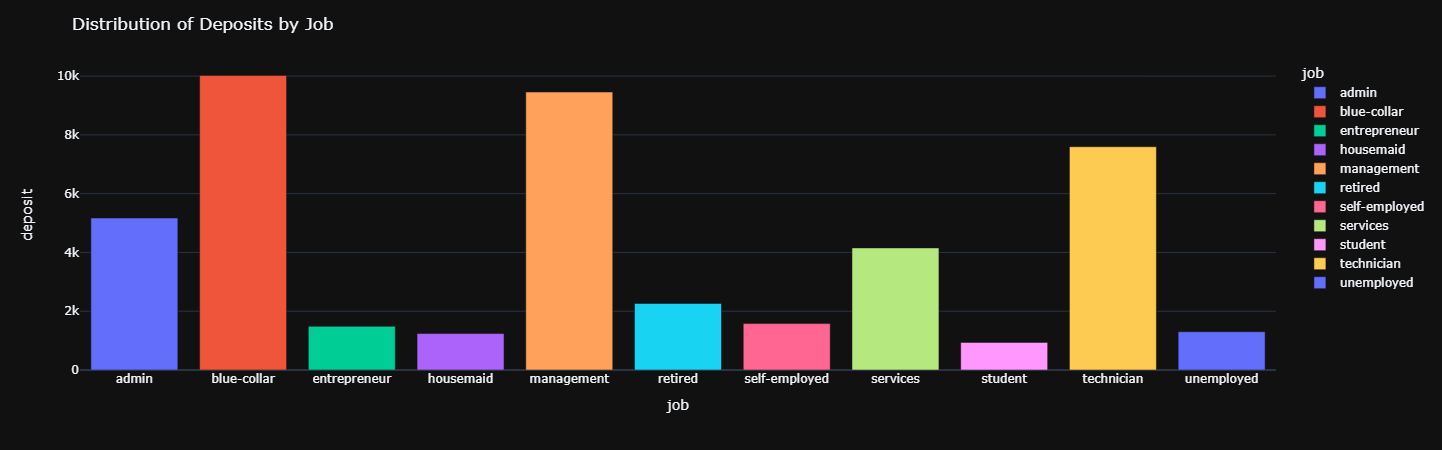 Distribution of Deposits by Job
10k
8k
6k
4k
2k
0
deposit
admin
blue-collar
entrepreneur
housemaid
management
retired
self-employed
services
student
technician
unemployed
job
job
admin
blue-collar
entrepreneur
housemaid
management
retired
self-employed
services
student
technician
unemployed